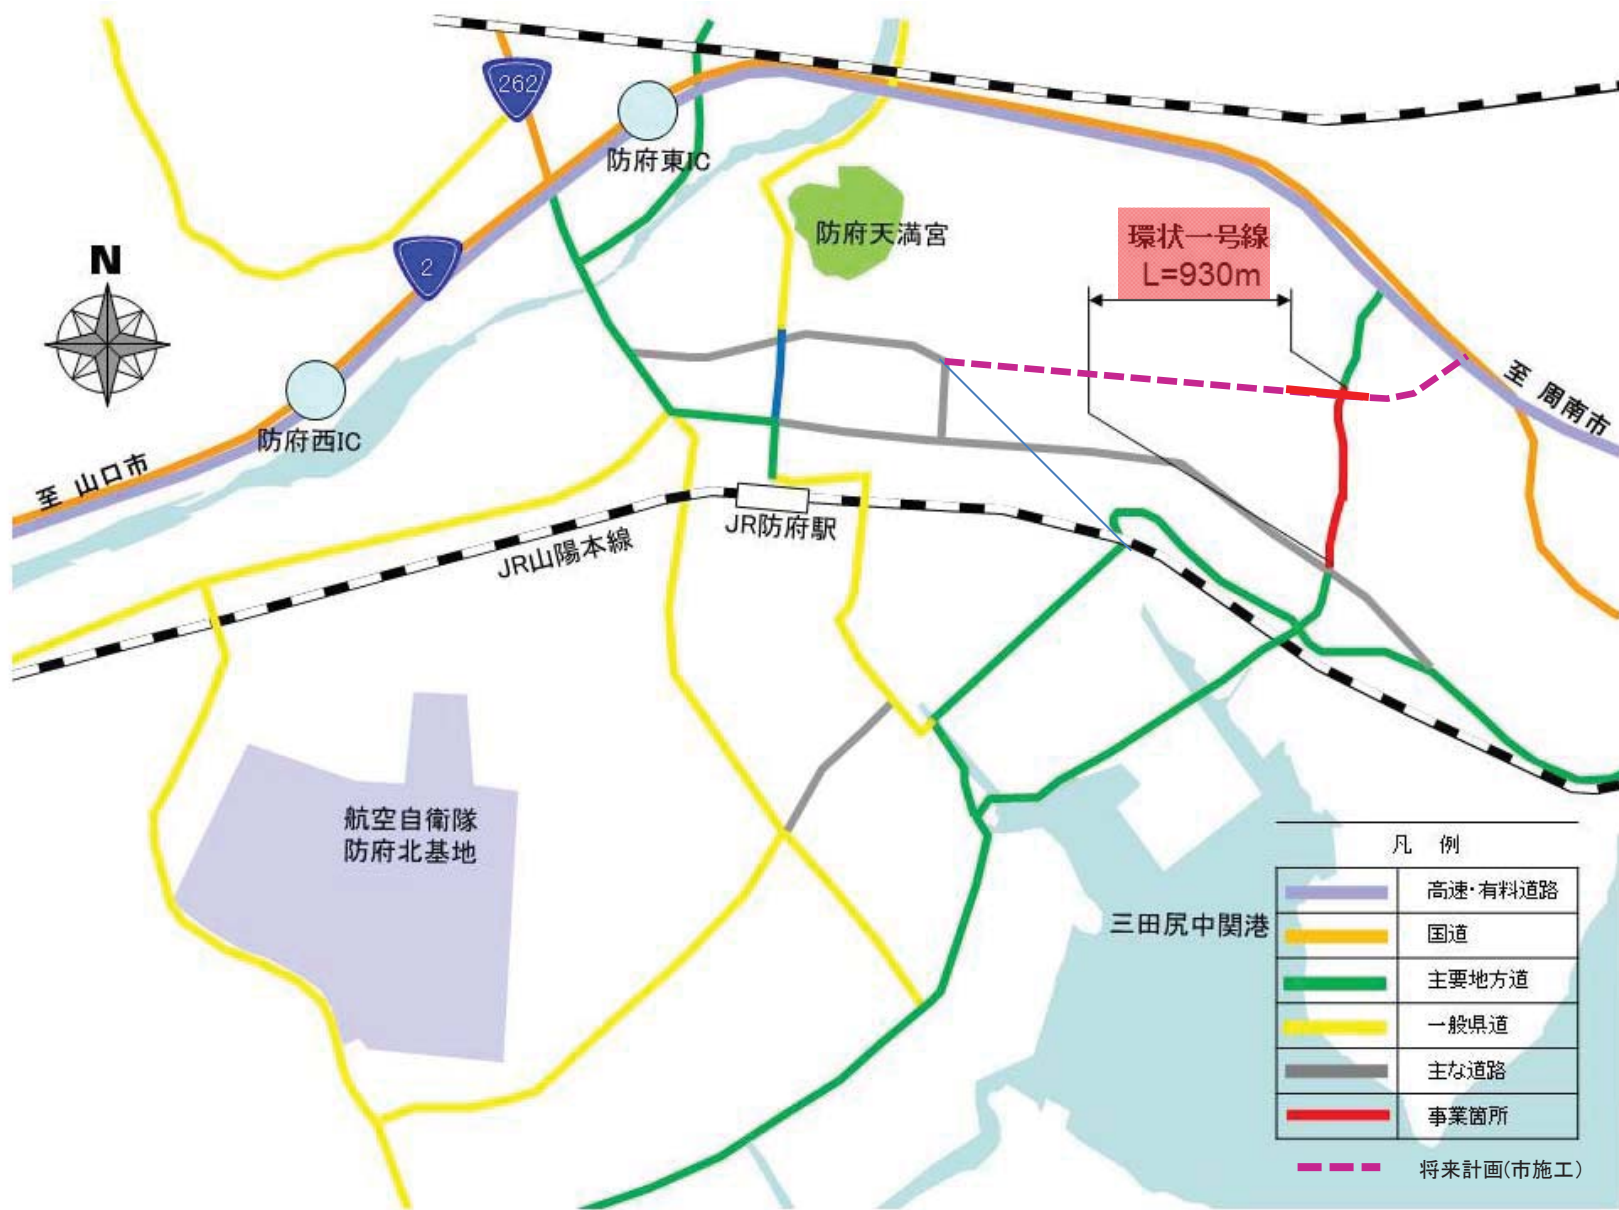 262
防府東IC
防府天満宮
環状一号線
L=930m
N
2
至 周南市
防府西IC
至 山口市
JR防府駅
JR山陽本線
航空自衛隊
防府北基地
三田尻中関港
凡 例
高速・有料道路
国道
主要地方道
一般県道
主な道路
事業箇所
将来計画(市施工)